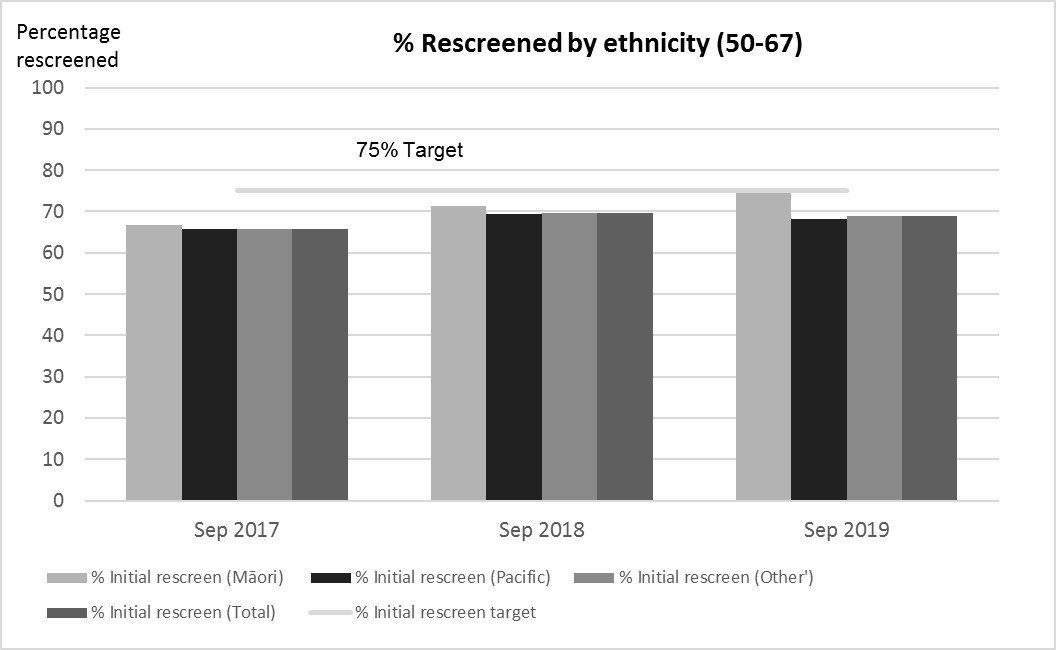 Percentage
rescreened
% Rescreened by ethnicity (50-67)
100
90
80
75% Target
70
60
50
40
30
20
10
0
Sep 2017 Sep 2018 Sep 2019
% Initial rescreen (Māori) % Initial rescreen (Pacific) % Initial rescreen (Other')
% Initial rescreen (Total) % Initial rescreen target